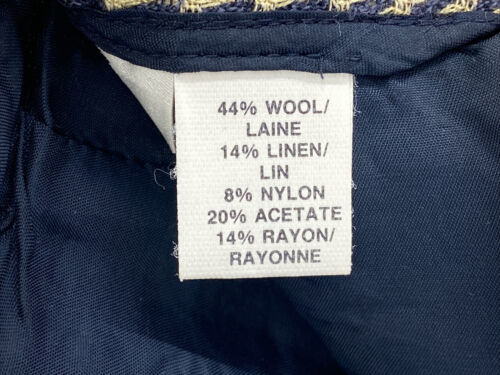 44% WOOL/
LAINE
14% LINEN/
LIN
8% NYLON
20% ACETATE
14% RAYON/
RAYONNE